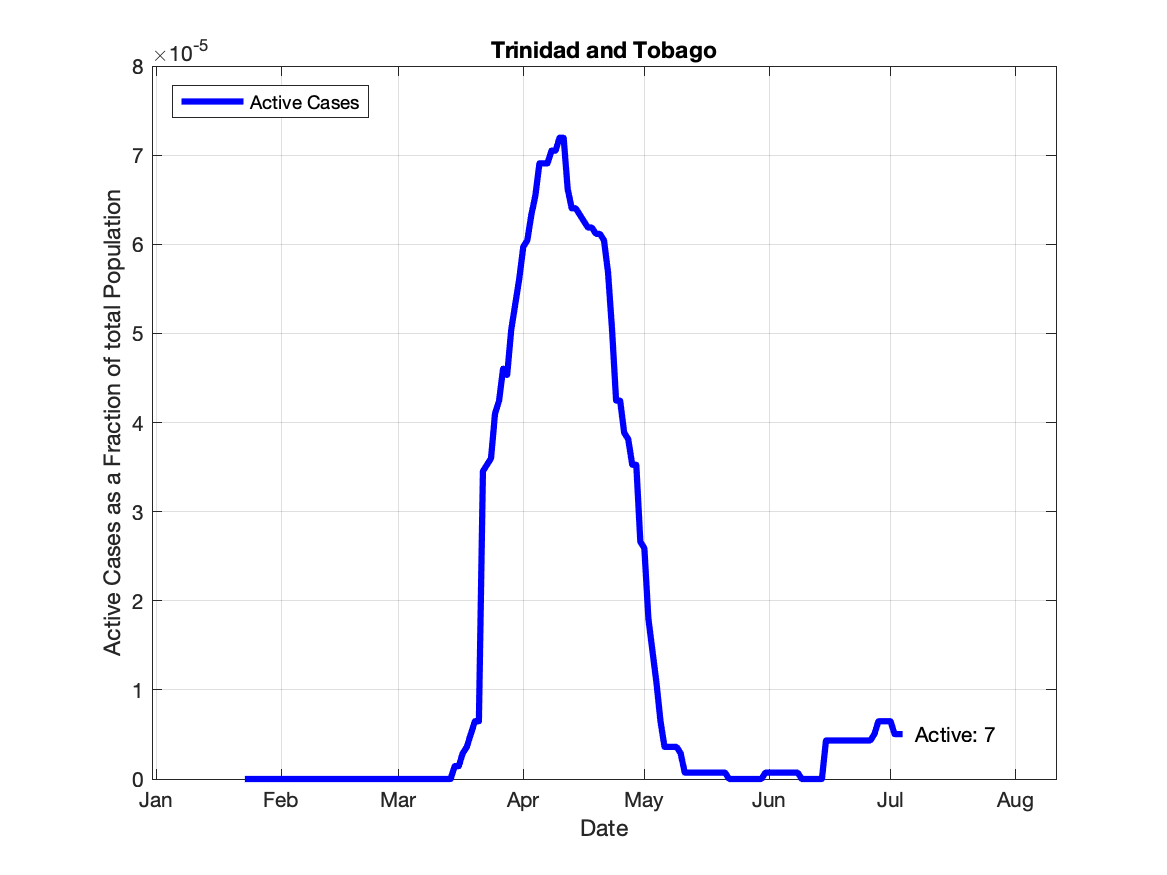 Trinidad and Tobago
×10-5
Active Cases
8
7
6
5
4
3
2
1
0
Active Cases as a Fraction of total Population
Active: 7
Jan Feb Mar Apr May Jun Jul Aug
Date